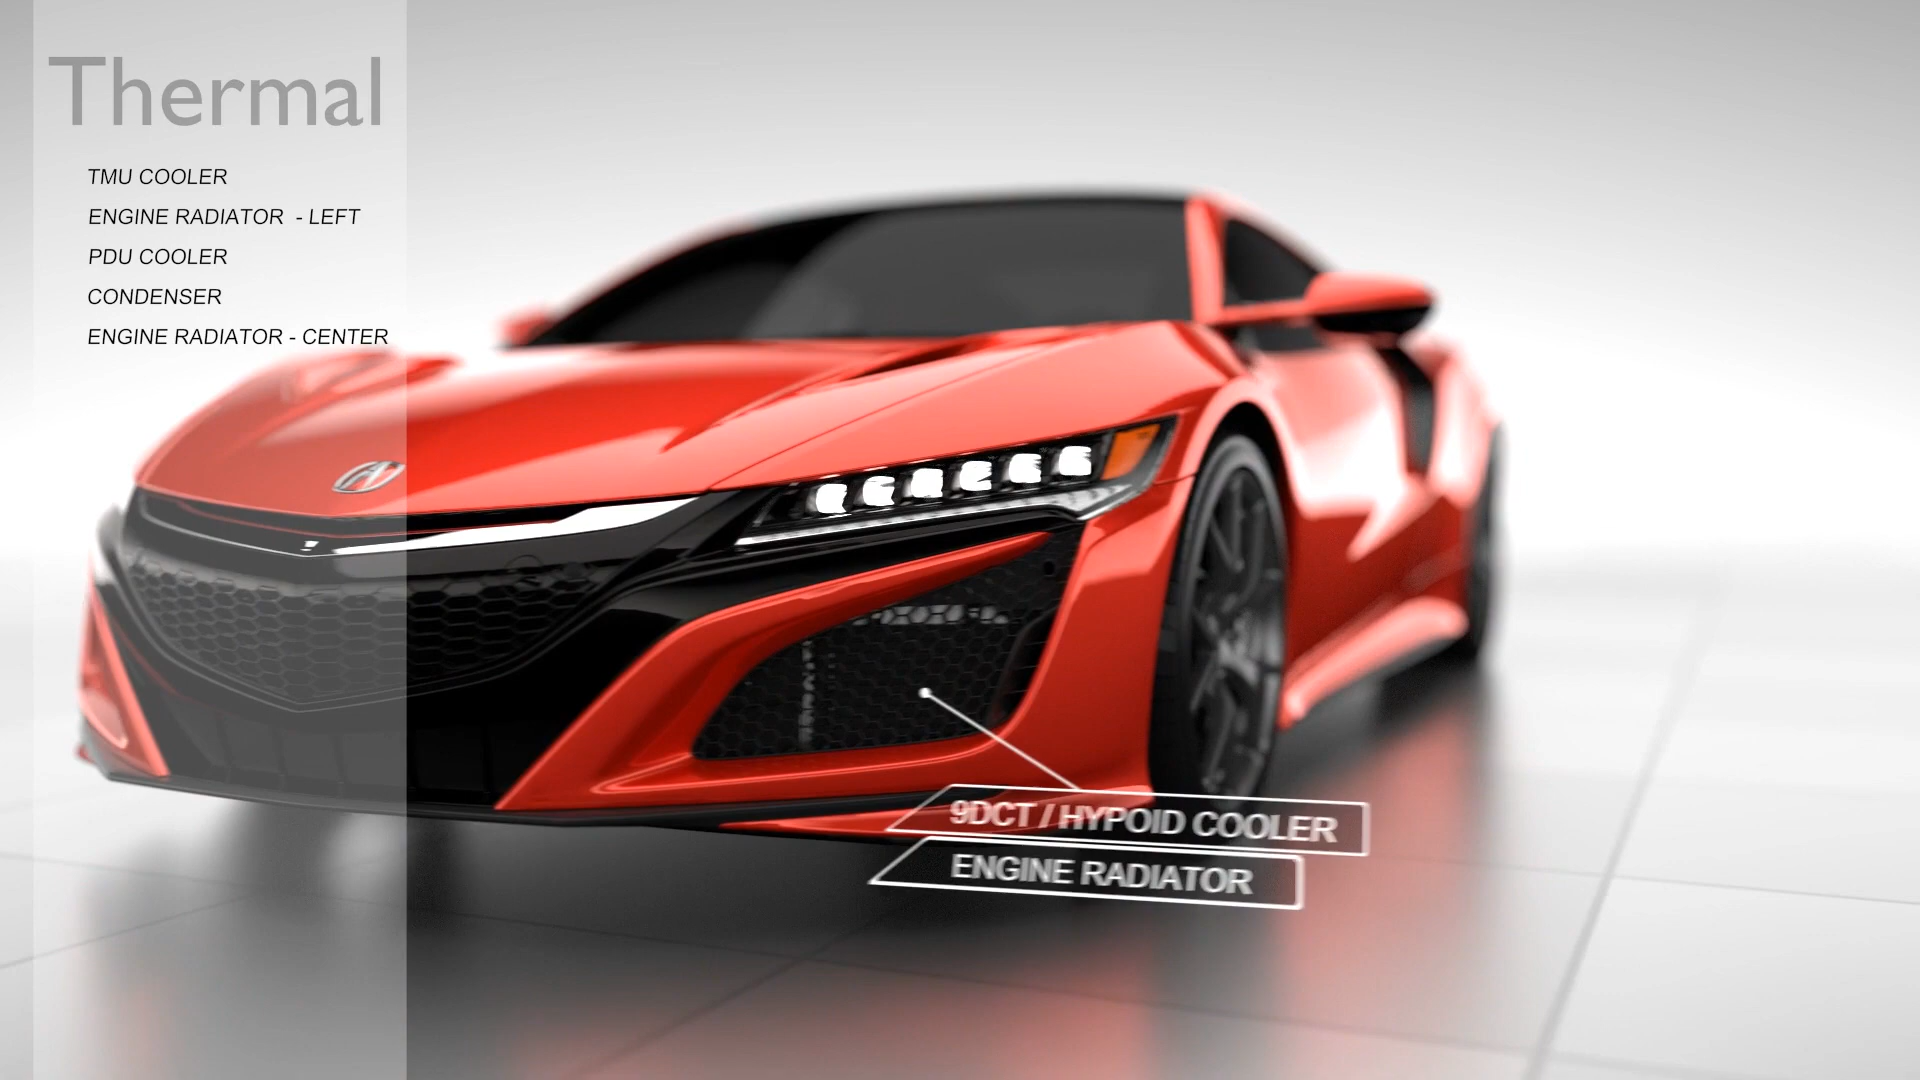 Thermal
TMU COOLER
ENGINE RADIATOR - LEFT
PDU COOLER
CONDENSER
ENGINE RADIATOR - CENTER
9DCT / HYPOID COOLER
ENGINE RADIATOR